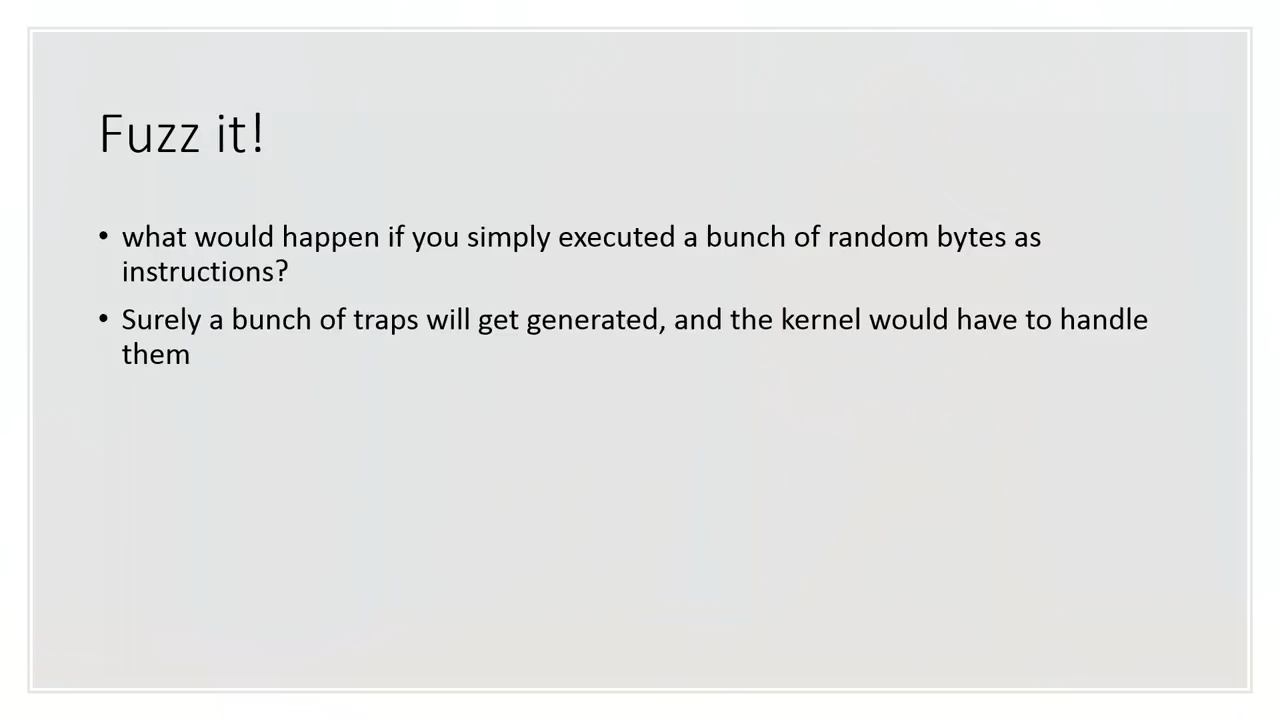 Fuzz it!
• what would happen if you simply executed a bunch of random bytes as
instructions?
• Surely a bunch of traps will get generated, and the kernel would have to handle
them